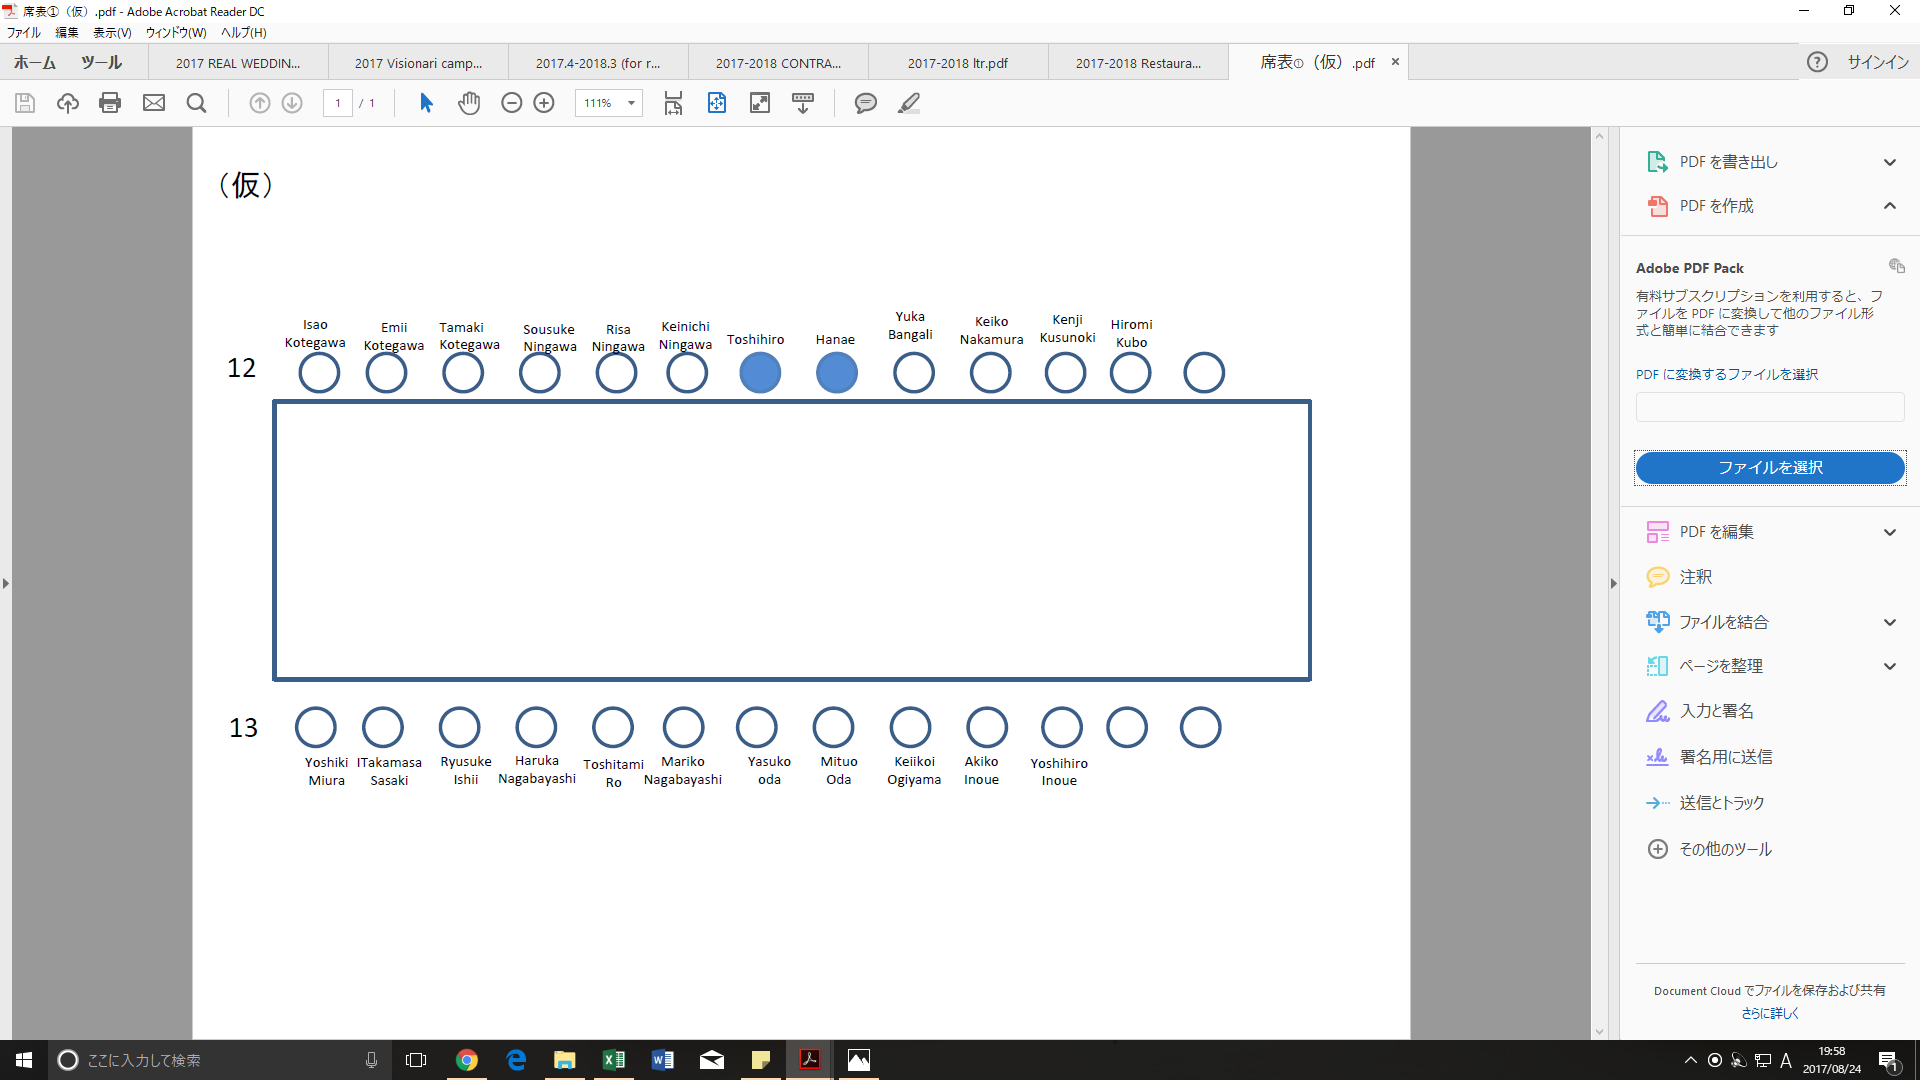 席表①（仮）.pdf - Adobe Acrobat Reader DC
ファイル 編集 表示(V) ウィンドウ(W) ヘルプ(H)
ホーム ツール 2017 REAL WEDDIN... 2017 Visionari camp... 2017.4-2018.3 (for r... 2017-2018 CONTRA... 2017-2018 ltr.pdf 2017-2018 Restaura... 席表①（仮）.pdf × サインイン
1 / 1 111%
（仮）
Isao Kotegawa
Emii Kotegawa
Tamaki Kotegawa
Sousuke Ningawa
Risa Ningawa
Keinichi Ningawa
Toshihiro
Hanae
Yuka Bangali
Keiko Nakamura
Kenji Kusunoki
Hiromi Kubo
12
13
Yoshiki Miura
ITakamasa Sasaki
Ryusuke Ishii
Haruka Nagabayashi
Toshitami Ro
Mariko Nagabayashi
Yasuko oda
Mituo Oda
Keiikoi Ogiyama
Akiko Inoue
Yoshihiro Inoue
PDF を書き出し
PDF を作成
Adobe PDF Pack
有料サブスクリプションを利用すると、フ
ァイルを PDF に変換して他のファイル形
式と簡単に結合できます
PDF に変換するファイルを選択
ファイルを選択
PDF を編集
注釈
ファイルを結合
ページを整理
入力と署名
署名用に送信
送信とトラック
その他のツール
Document Cloud でファイルを保存および共有
さらに詳しく
ここに入力して検索
A
19:58
2017/08/24
1